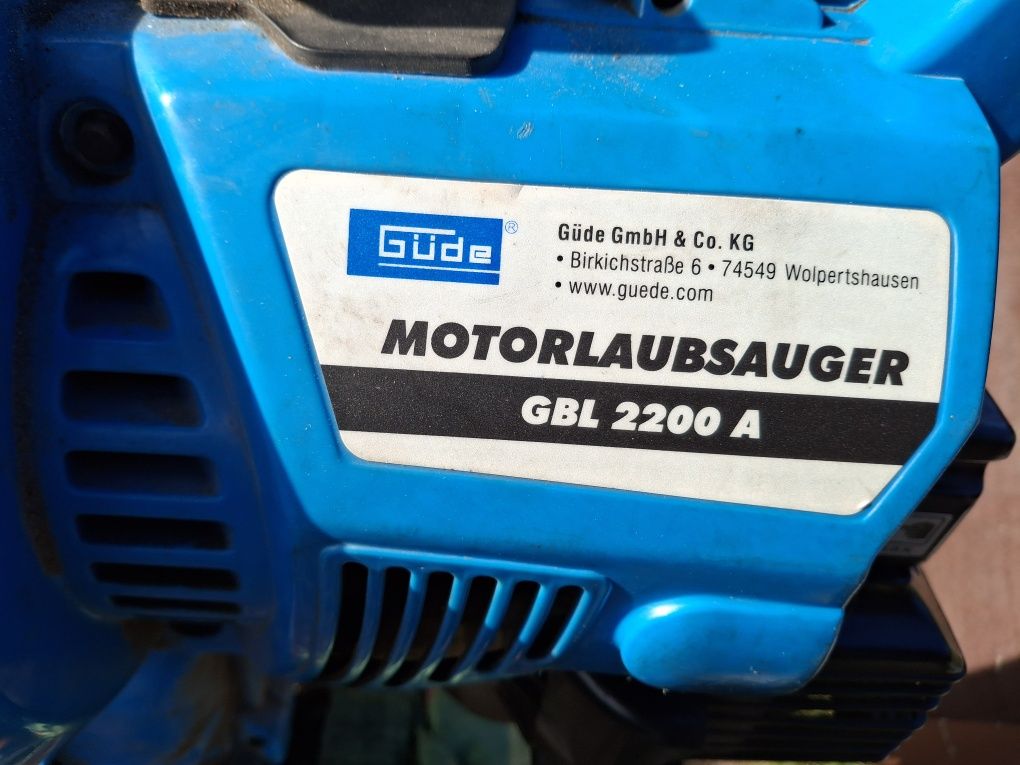 Güde®
Güde GmbH & Co. KG
• Birkichstraße 6 • 74549 Wolpertshausen
• www.guede.com
MOTORLAUBSAUGER
GBL 2200 A